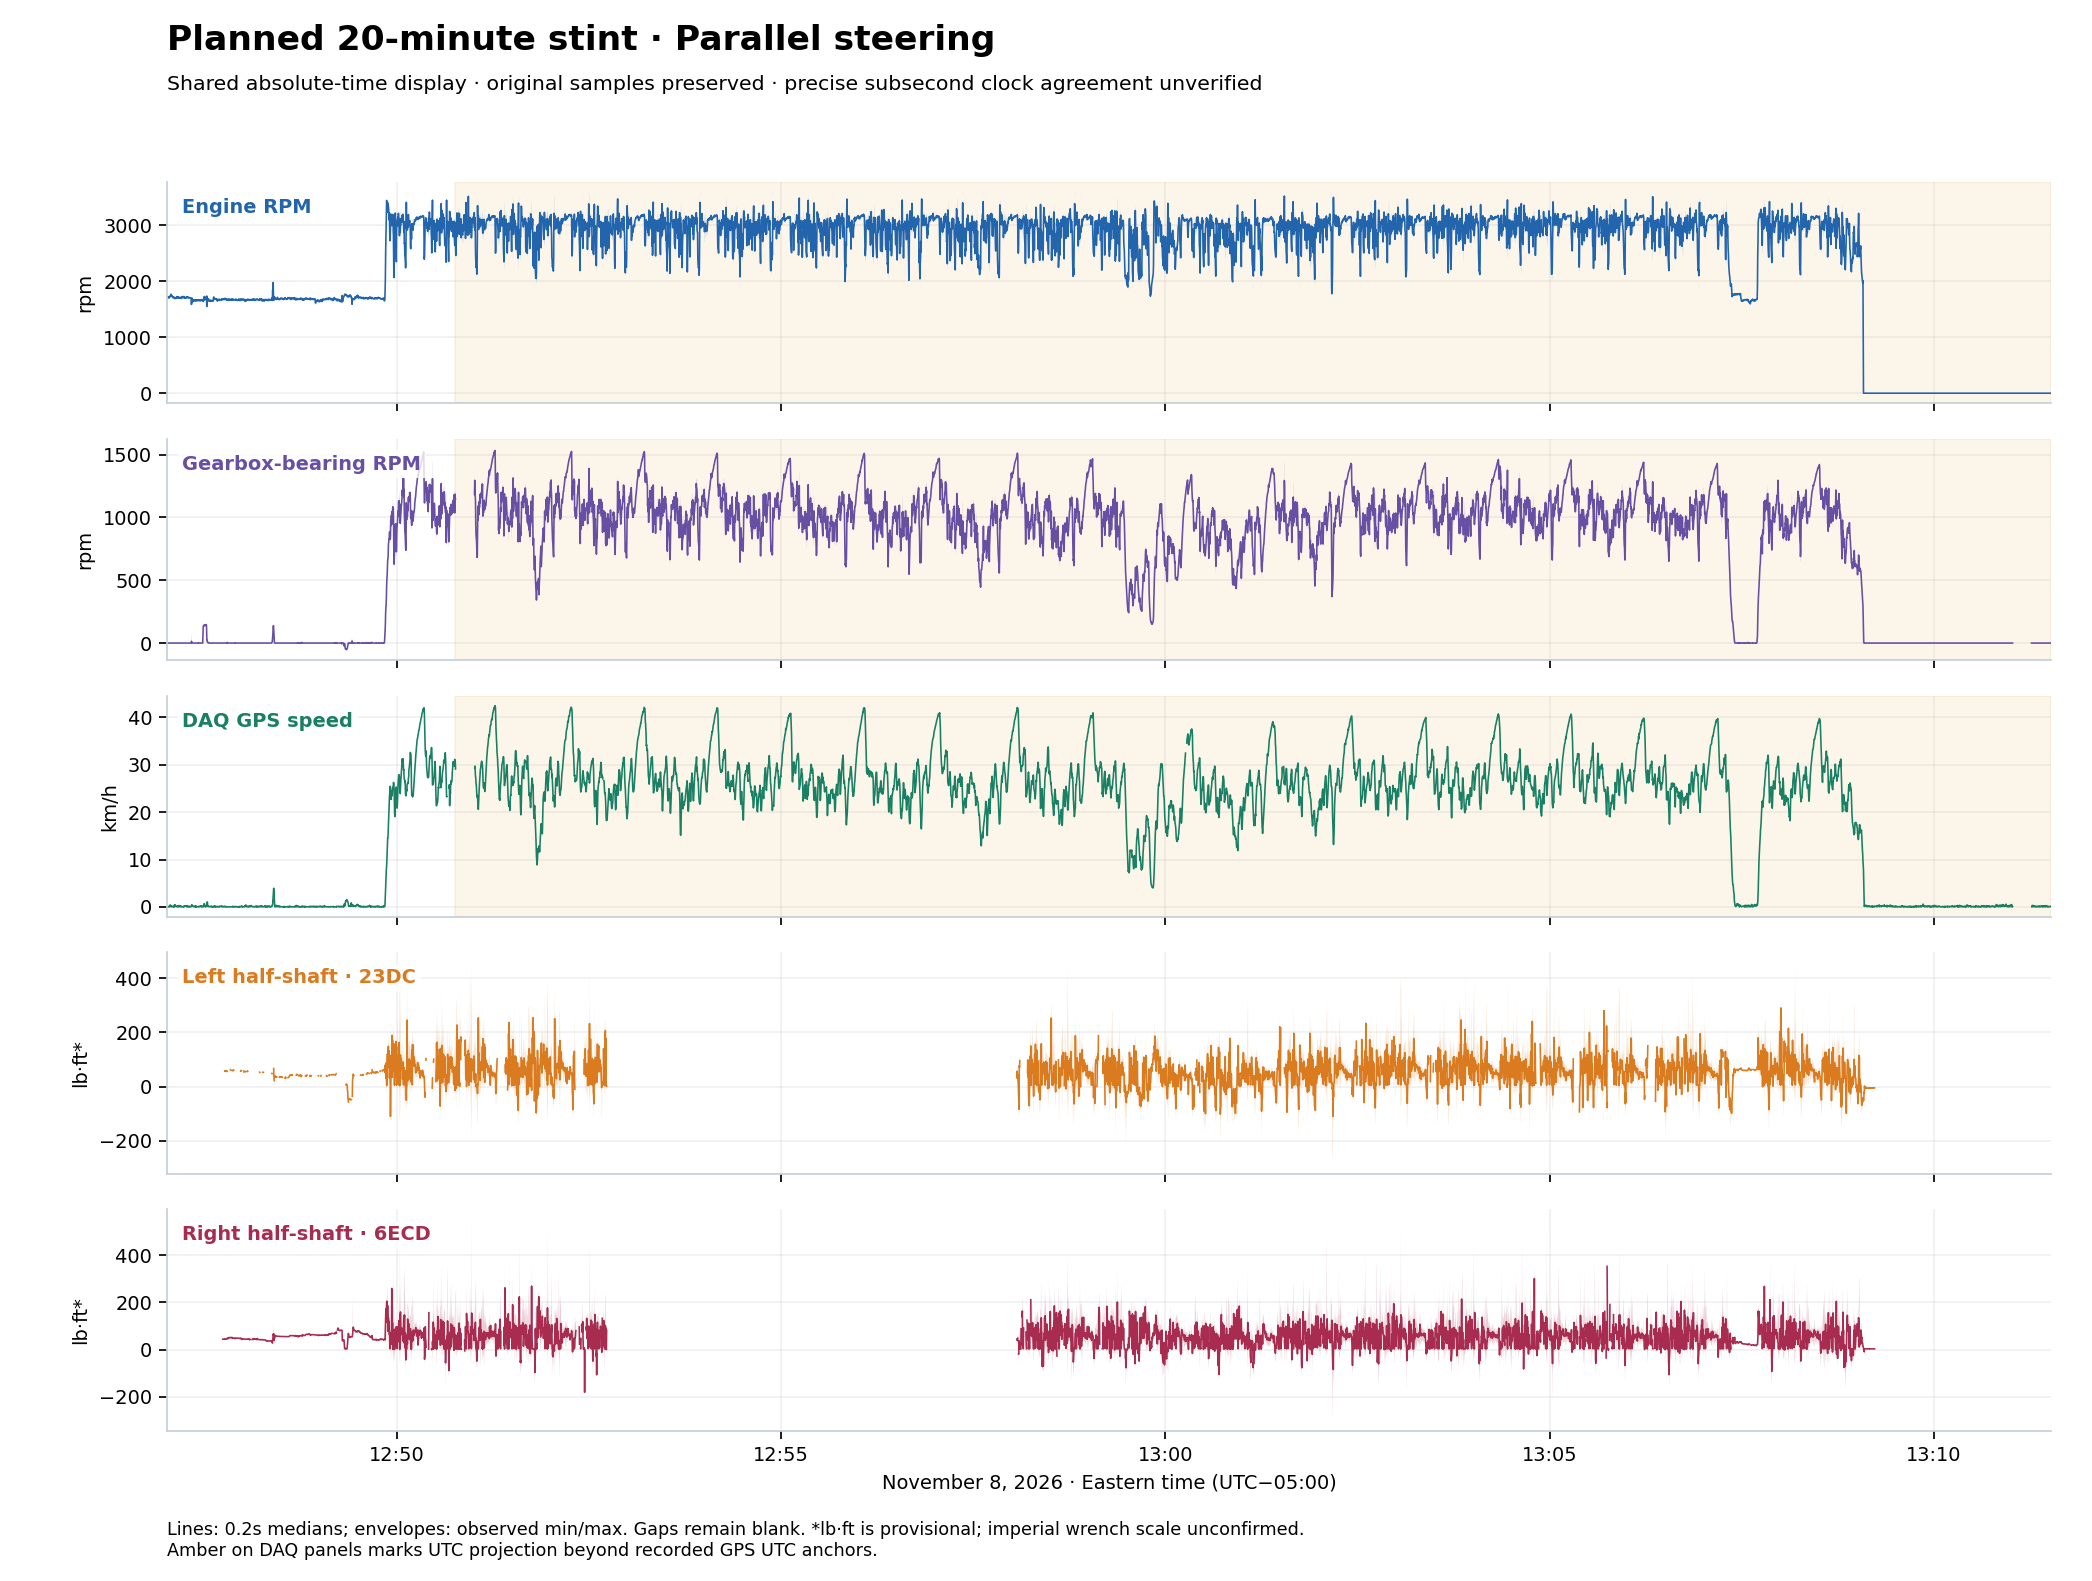 Planned 20-minute stint · Parallel steering
Shared absolute-time display · original samples preserved · precise subsecond clock agreement unverified
Engine RPM
3000
2000
1000
0
rpm
Gearbox-bearing RPM
1500
1000
500
0
rpm
DAQ GPS speed
40
30
20
10
0
km/h
Left half-shaft · 23DC
400
200
0
−200
lb·ft*
Right half-shaft · 6ECD
400
200
0
−200
lb·ft*
12:50 12:55 13:00 13:05 13:10
November 8, 2026 · Eastern time (UTC−05:00)
Lines: 0.2s medians; envelopes: observed min/max. Gaps remain blank. *lb·ft is provisional; imperial wrench scale unconfirmed.
Amber on DAQ panels marks UTC projection beyond recorded GPS UTC anchors.